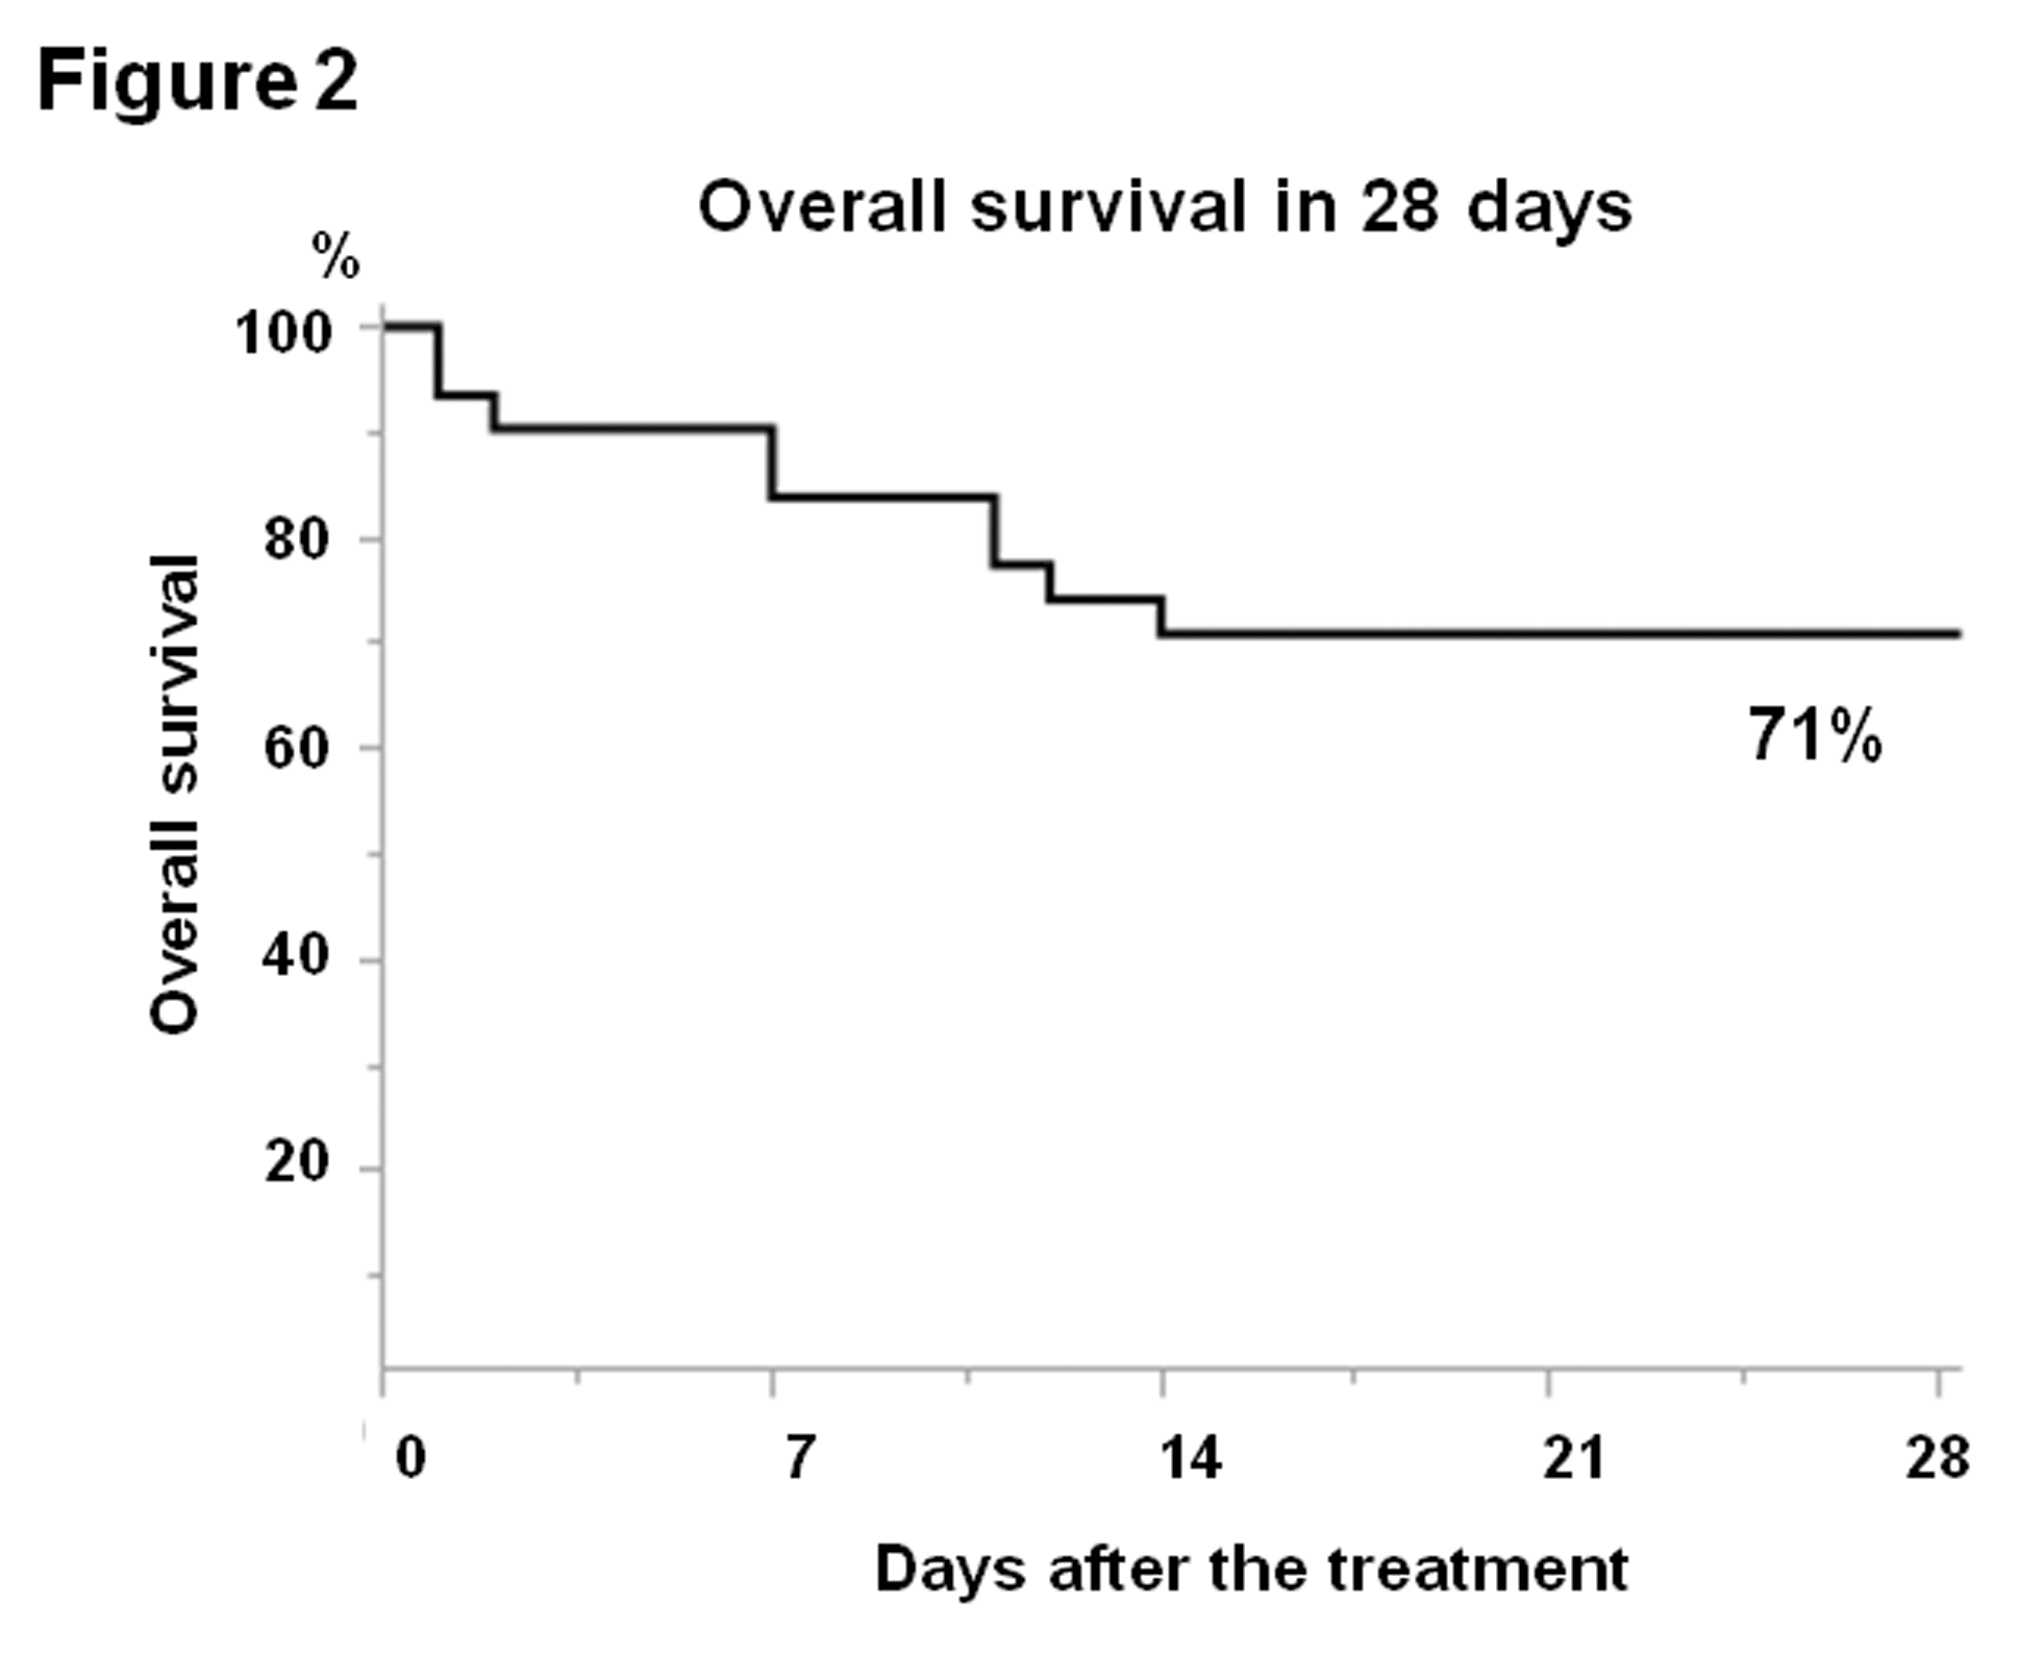 Figure 2
Overall survival in 28 days
%
100
80
60
40
20
Overall survival
71%
0 7 14 21 28
Days after the treatment